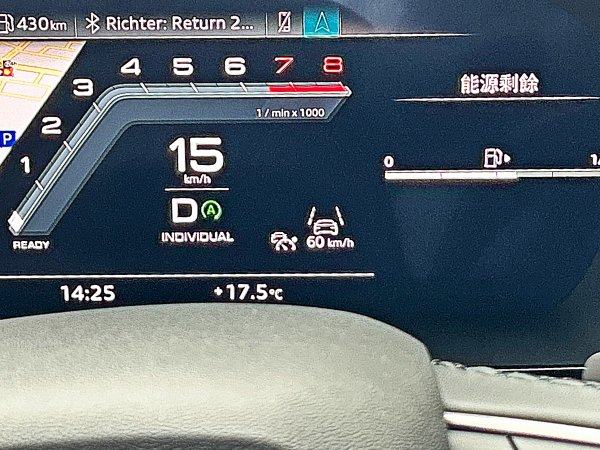 430km Richter: Return 2...
1 2 3 4 5 6 7 8
1 / min x 1000
能源剩餘
P
15
km/h
0
D A
INDIVIDUAL
READY
60 km/h
14:25 +17.5°C